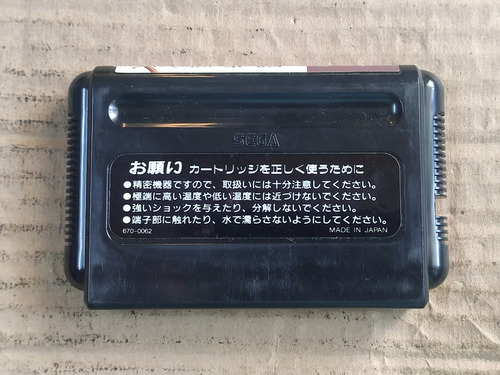 SEGA
お願い カートリッジを正しく使うために
●精密機器ですので、取扱いには十分注意してください。
●極端に高い温度や低い温度には近づけないでください。
●強いショックを与えたり、分解しないでください。
●端子部に触れたり、水で濡らさないようにしてください。
670-0062 MADE IN JAPAN